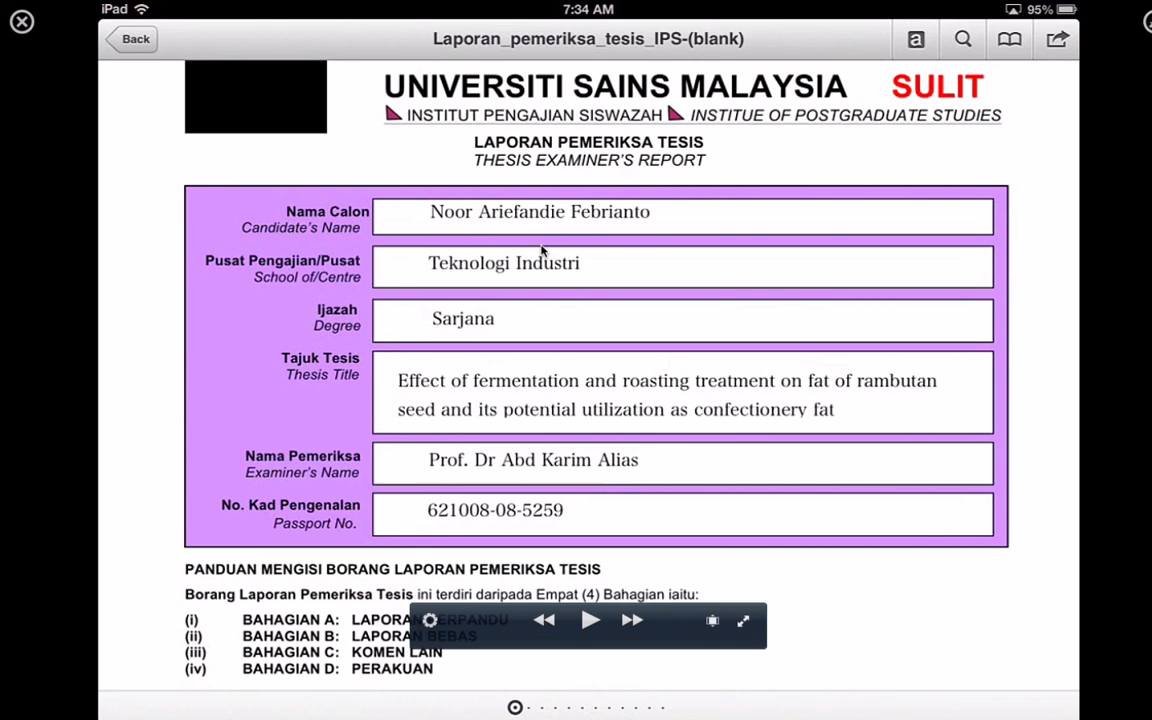 iPad 7:34 AM 95%
Back Laporan_pemeriksa_tesis_IPS-(blank) a
UNIVERSITI SAINS MALAYSIA SULIT
INSTITUT PENGAJIAN SISWAZAH INSTITUE OF POSTGRADUATE STUDIES
LAPORAN PEMERIKSA TESIS
THESIS EXAMINER'S REPORT
Nama Calon Noor Ariefandie Febrianto
Candidate's Name
Pusat Pengajian/Pusat Teknologi Industri
School of/Centre
Ijazah Sarjana
Degree
Tajuk Tesis
Thesis Title
Effect of fermentation and roasting treatment on fat of rambutan
seed and its potential utilization as confectionery fat
Nama Pemeriksa Prof. Dr Abd Karim Alias
Examiner's Name
No. Kad Pengenalan 621008-08-5259
Passport No.
PANDUAN MENGISI BORANG LAPORAN PEMERIKSA TESIS
Borang Laporan Pemeriksa Tesis ini terdiri daripada Empat (4) Bahagian iaitu:
(i) BAHAGIAN A: LAPORAN TERPANDU
(ii) BAHAGIAN B: LAPORAN BEBAS
(iii) BAHAGIAN C: KOMEN LAIN
(iv) BAHAGIAN D: PERAKUAN